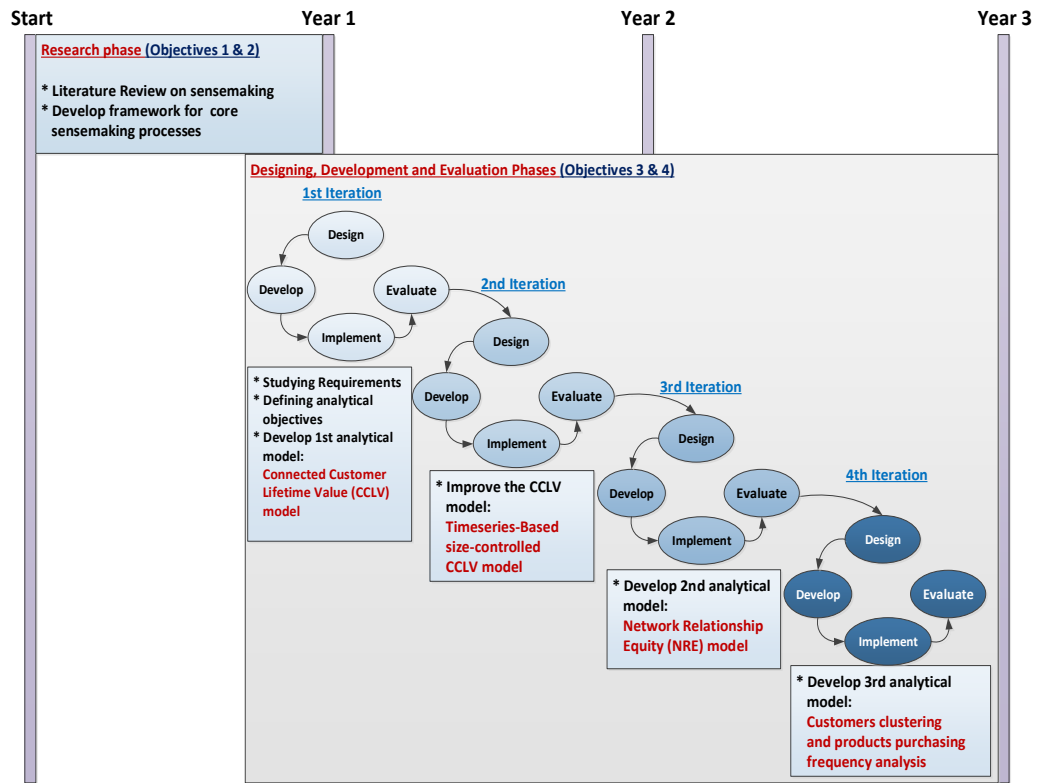 Start
Year 1
Year 2
Year 3
Research phase (Objectives 1 & 2)
* Literature Review on sensemaking
* Develop framework for core
sensemaking processes
Designing, Development and Evaluation Phases (Objectives 3 & 4)
1st Iteration
Design
Develop
Implement
Evaluate
* Studying Requirements
* Defining analytical
objectives
* Develop 1st analytical
model:
Connected Customer
Lifetime Value (CCLV)
model
2nd Iteration
Design
Develop
Implement
Evaluate
* Improve the CCLV
model:
Timeseries-Based
size-controlled
CCLV model
3rd Iteration
Design
Develop
Implement
Evaluate
* Develop 2nd analytical
model:
Network Relationship
Equity (NRE) model
4th Iteration
Design
Develop
Implement
Evaluate
* Develop 3rd analytical
model:
Customers clustering
and products purchasing
frequency analysis